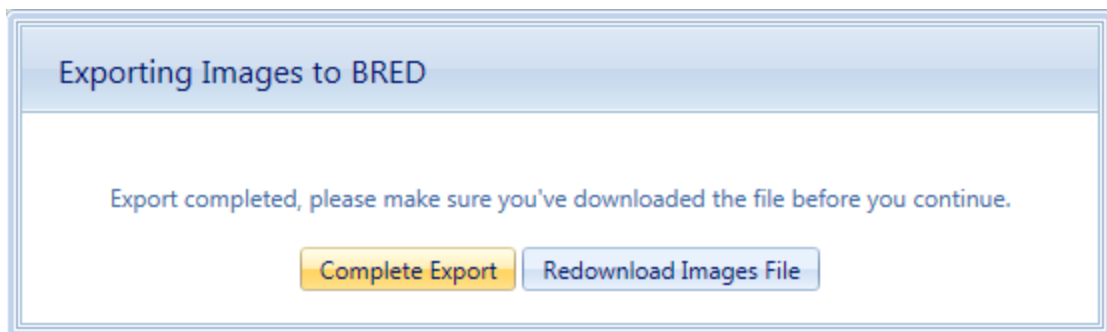 Exporting Images to BRED
Export completed, please make sure you've downloaded the file before you continue.
Complete Export
Redownload Images File